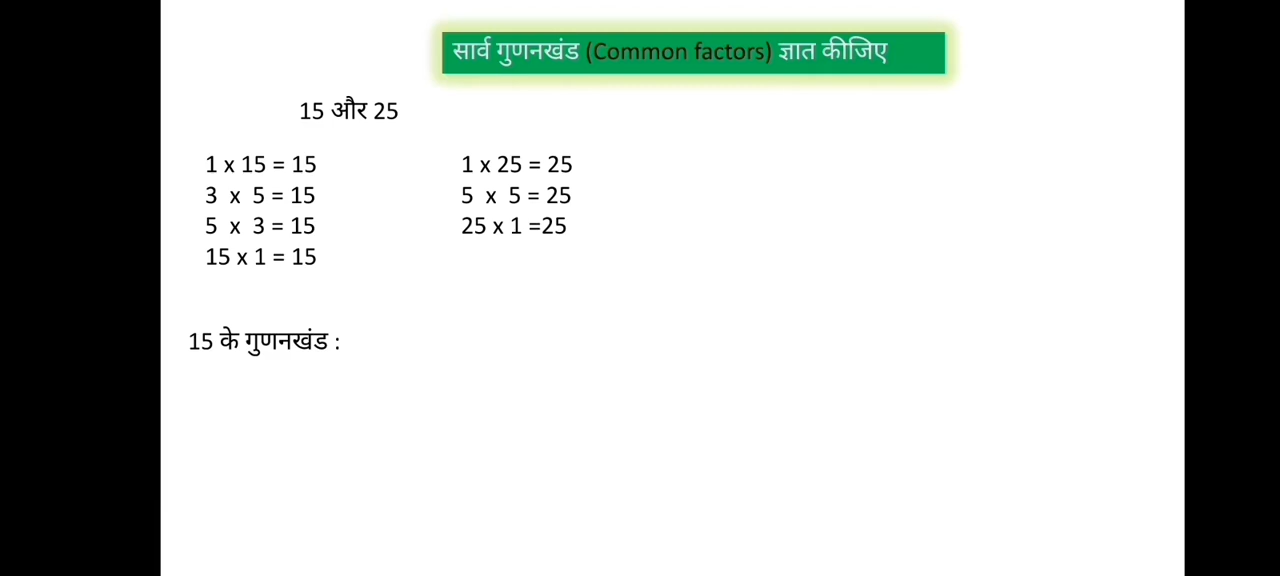 सार्व गुणनखंड (Common factors) ज्ञात कीजिए
15 और 25
1 x 15 = 15
3 x 5 = 15
5 x 3 = 15
15 x 1 = 15
1 x 25 = 25
5 x 5 = 25
25 x 1 =25
15 के गुणनखंड :